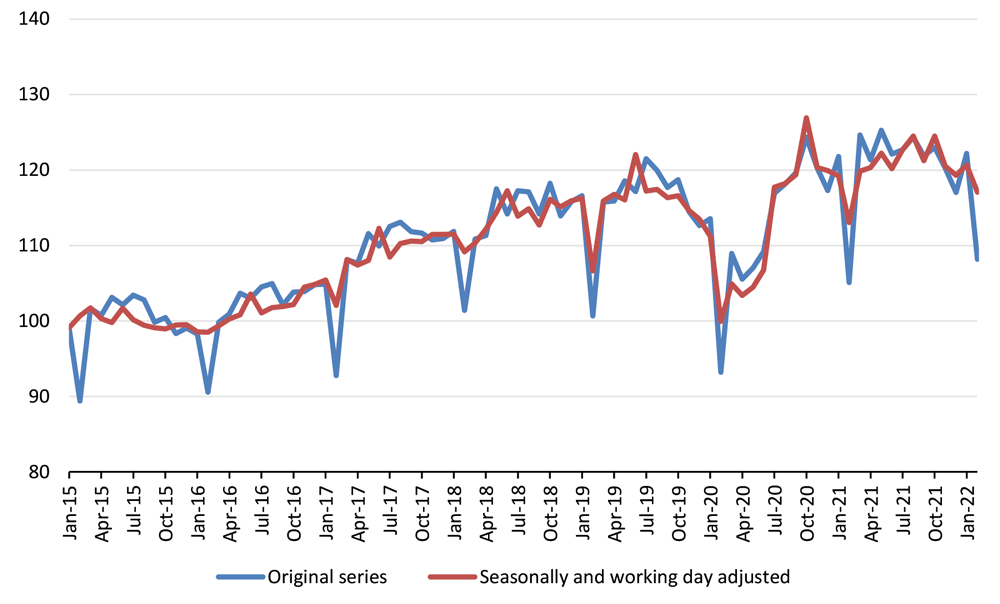 140
130
120
110
100
90
80
Jan-15
Apr-15
Jul-15
Oct-15
Jan-16
Apr-16
Jul-16
Oct-16
Jan-17
Apr-17
Jul-17
Oct-17
Jan-18
Apr-18
Jul-18
Oct-18
Jan-19
Apr-19
Jul-19
Oct-19
Jan-20
Apr-20
Jul-20
Oct-20
Jan-21
Apr-21
Jul-21
Oct-21
Jan-22
Original series
Seasonally and working day adjusted